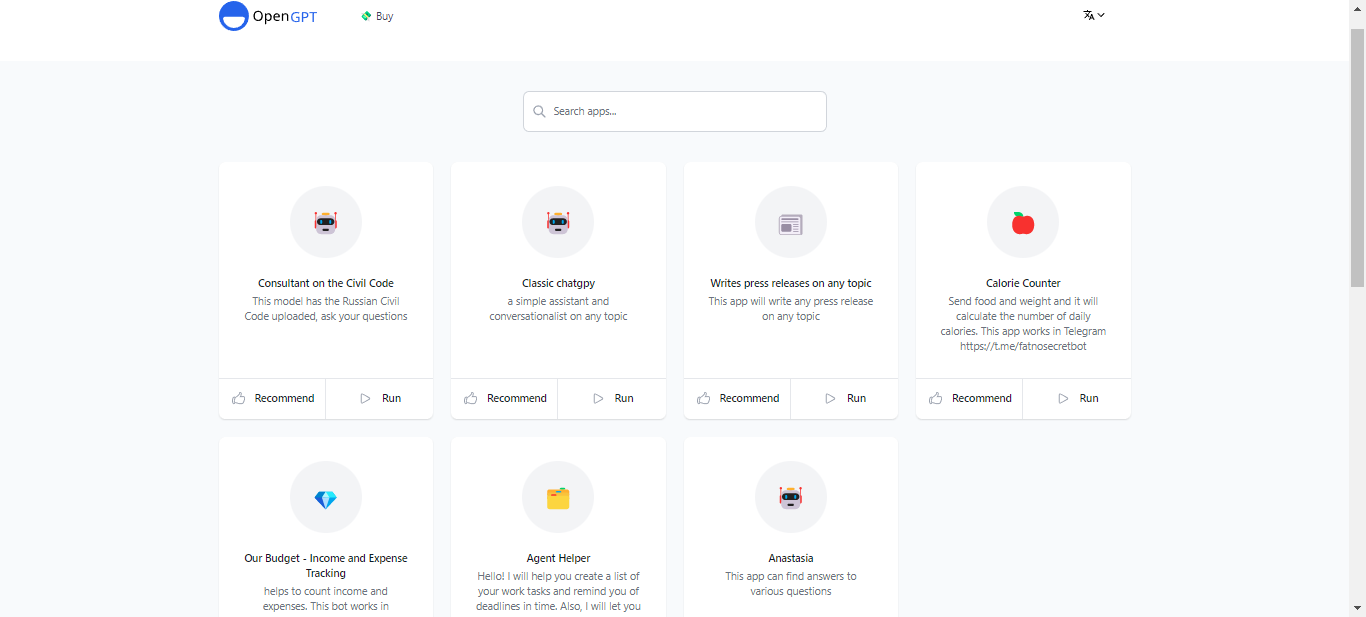 OpenGPT
Buy
Search apps...
Consultant on the Civil Code
This model has the Russian Civil
Code uploaded, ask your questions
Recommend
Run
Classic chatgpy
a simple assistant and
conversationalist on any topic
Recommend
Run
Writes press releases on any topic
This app will write any press release
on any topic
Recommend
Run
Calorie Counter
Send food and weight and it will
calculate the number of daily
calories. This app works in Telegram
https://t.me/fatnosecretbot
Recommend
Run
Our Budget - Income and Expense
Tracking
helps to count income and
expenses. This bot works in
Agent Helper
Hello! I will help you create a list of
your work tasks and remind you of
deadlines in time. Also, I will let you
Anastasia
This app can find answers to
various questions